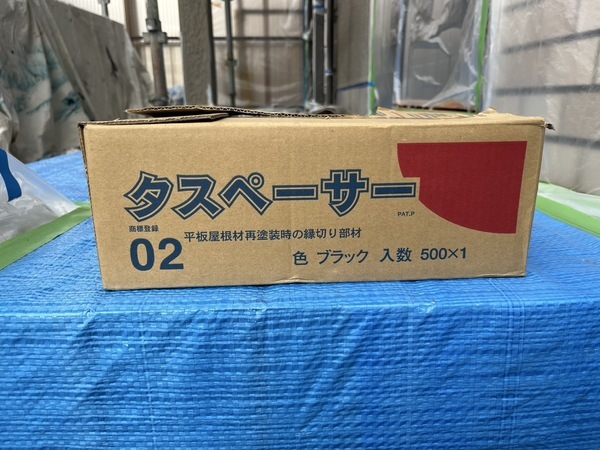 タスペーサー
PAT.P
商標登録
02
平板屋根材再塗装時の縁切り部材
色 ブラック 入数 500×1